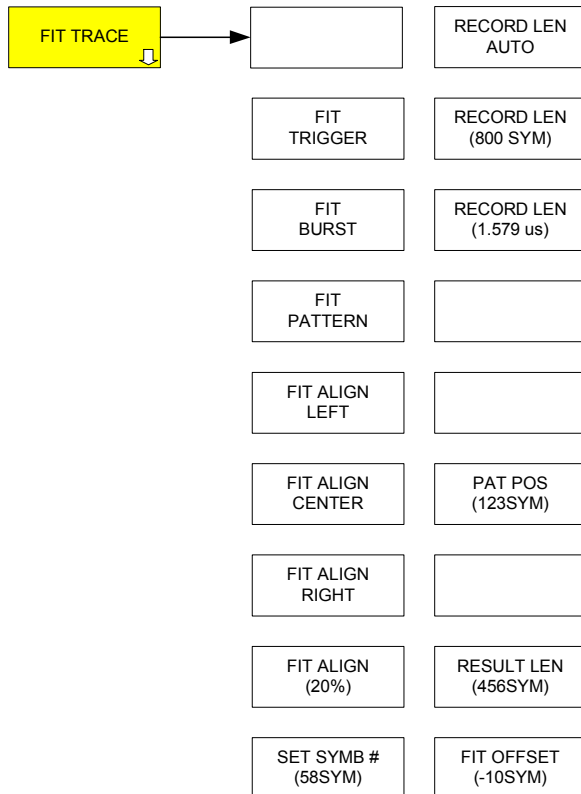 FIT TRACE
RECORD LEN
AUTO
FIT
TRIGGER
RECORD LEN
(800 SYM)
FIT
BURST
RECORD LEN
(1.579 us)
FIT
PATTERN
FIT ALIGN
LEFT
FIT ALIGN
CENTER
PAT POS
(123SYM)
FIT ALIGN
RIGHT
FIT ALIGN
(20%)
RESULT LEN
(456SYM)
SET SYMB #
(58SYM)
FIT OFFSET
(-10SYM)